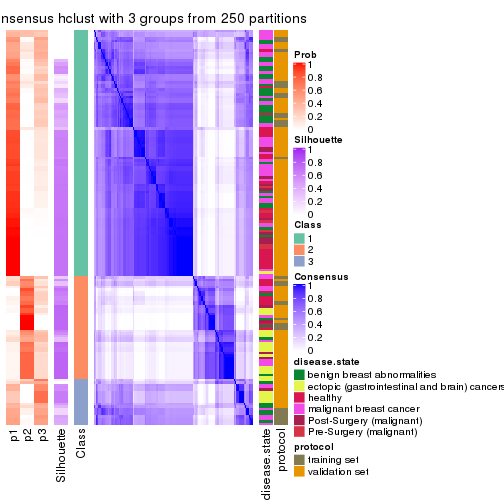 nsensus hclust with 3 groups from 250 partitions
Prob
1
0.8
0.6
0.4
0.2
0
Silhouette
1
0.8
0.6
0.4
0.2
0
Class
1
2
3
Consensus
1
0.8
0.6
0.4
0.2
0
disease.state
benign breast abnormalities
ectopic (gastrointestinal and brain) cancers
healthy
malignant breast cancer
Post-Surgery (malignant)
Pre-Surgery (malignant)
protocol
training set
validation set
p1
p2
p3
Silhouette
Class
disease.state
protocol